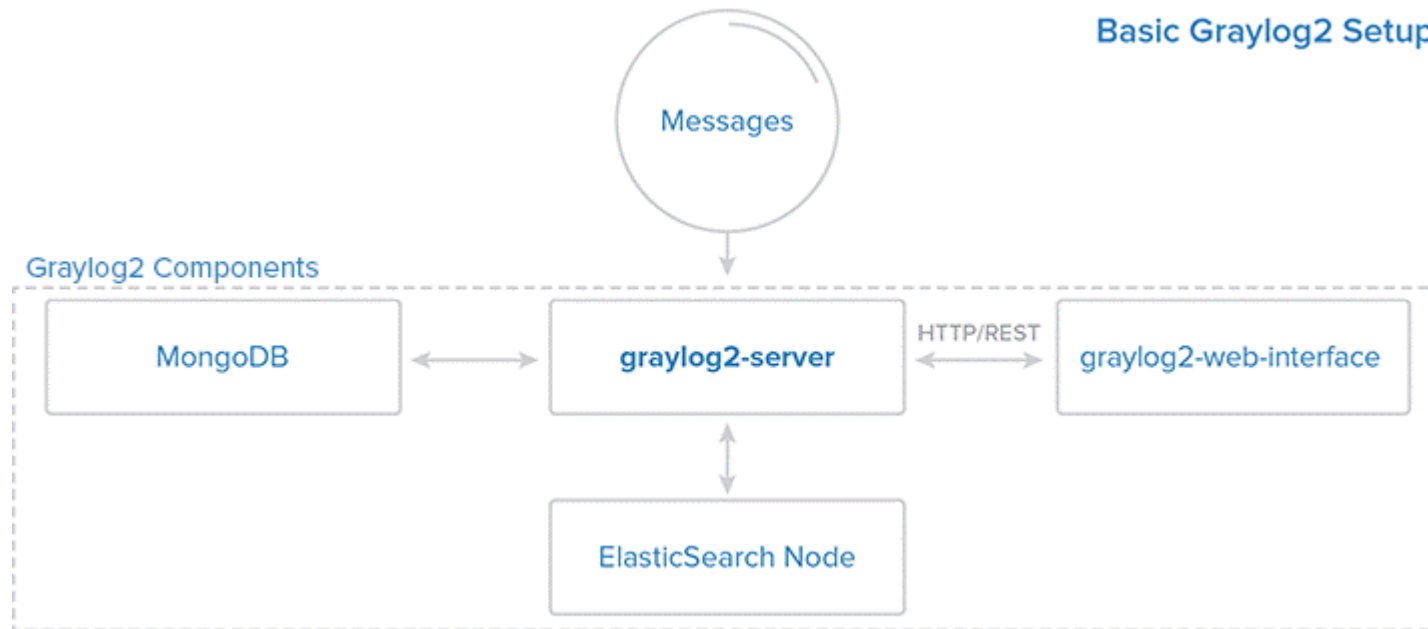 Basic Graylog2 Setup
Messages
Graylog2 Components
MongoDB
graylog2-server
HTTP/REST
graylog2-web-interface
ElasticSearch Node